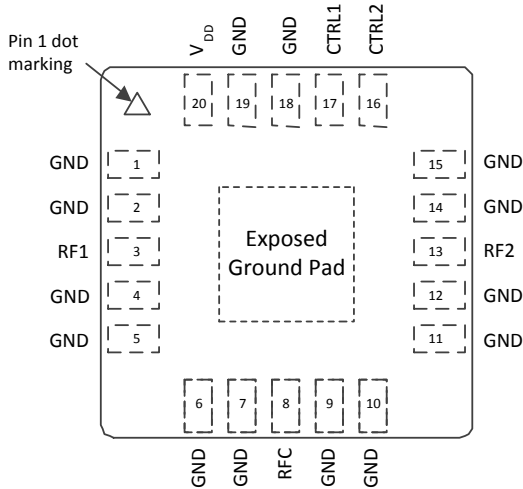 Pin 1 dot
marking
VDD
GND
GND
CTRL1
CTRL2
20
19
18
17
16
GND 1
15 GND
GND 2
14 GND
RF1 3
13 RF2
GND 4
12 GND
GND 5
11 GND
Exposed
Ground Pad
6
7
8
9
10
GND
GND
RFC
GND
GND